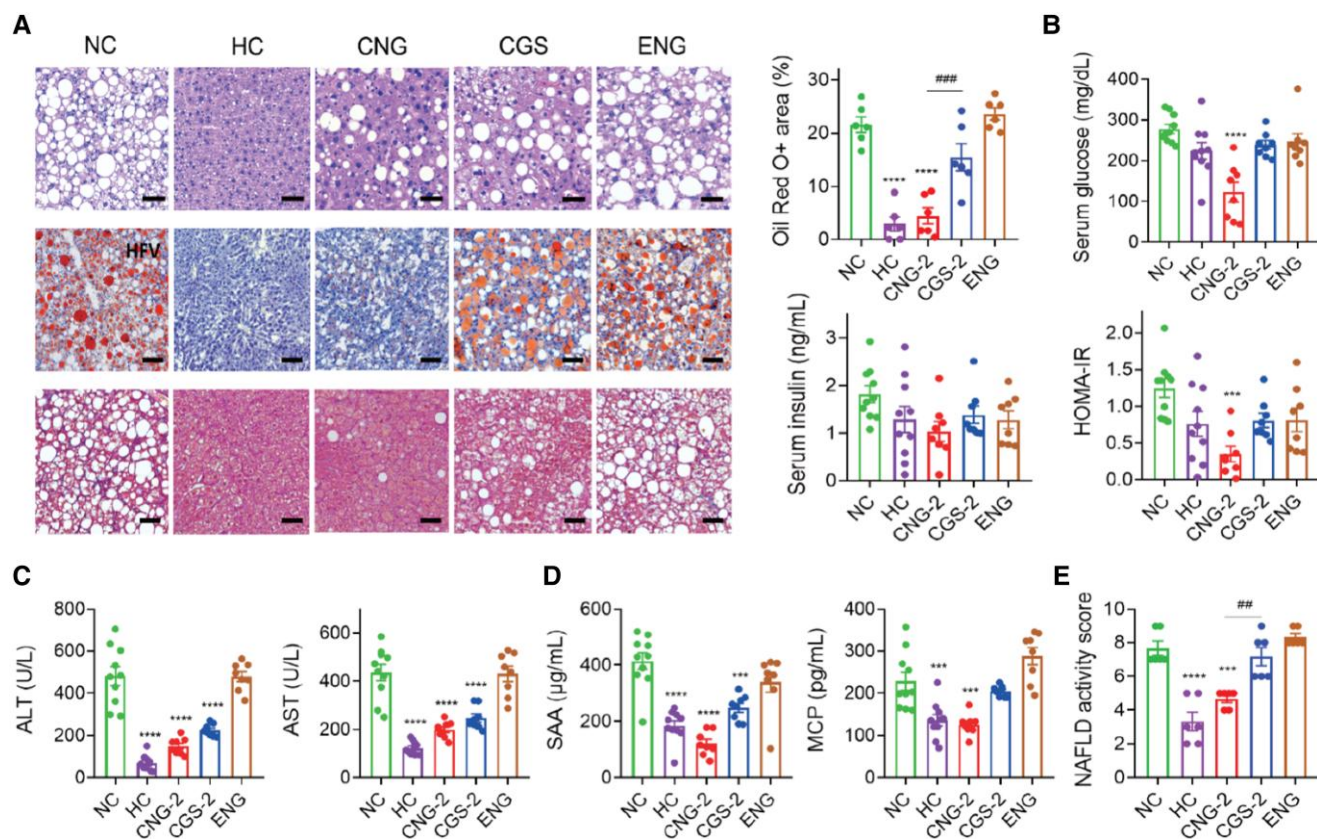 A
NC HC CNG CGS ENG
HFV
Oil Red O+ area (%)
30
20
10
0
###
**** ****
NC HC CNG-2 CGS-2 ENG
B
Serum glucose (mg/dL)
400
300
200
100
0
****
NC HC CNG-2 CGS-2 ENG
Serum insulin (ng/mL)
3
2
1
0
NC HC CNG-2 CGS-2 ENG
HOMA-IR
2.0
1.5
1.0
0.5
0.0
***
NC HC CNG-2 CGS-2 ENG
C
ALT (U/L)
800
600
400
200
0
**** **** ****
NC HC CNG-2 CGS-2 ENG
AST (U/L)
600
400
200
0
**** **** ****
NC HC CNG-2 CGS-2 ENG
D
SAA (μg/mL)
600
400
200
0
**** **** ***
NC HC CNG-2 CGS-2 ENG
MCP (pg/mL)
400
300
200
100
0
*** ***
NC HC CNG-2 CGS-2 ENG
E
NAFLD activity score
10
8
6
4
2
0
##
**** ***
NC HC CNG-2 CGS-2 ENG